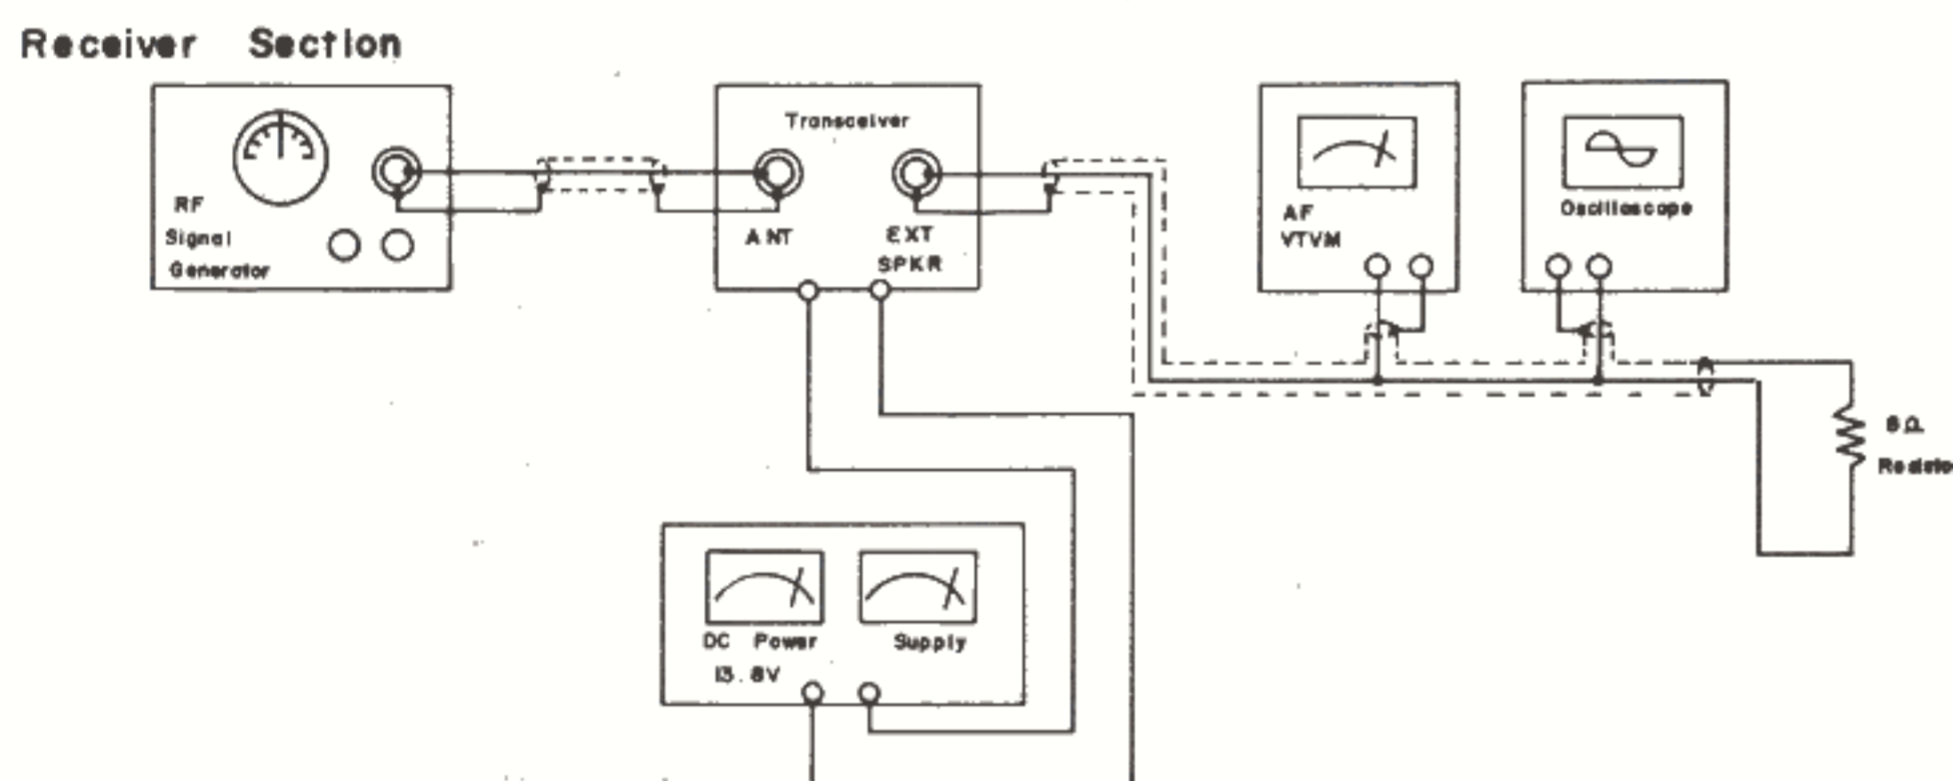 Receiver Section
RF
Signal
Generator
Transceiver
ANT
EXT
SPKR
AF
VTVM
Oscilloscope
8Ω
DC Power Supply
13.8V